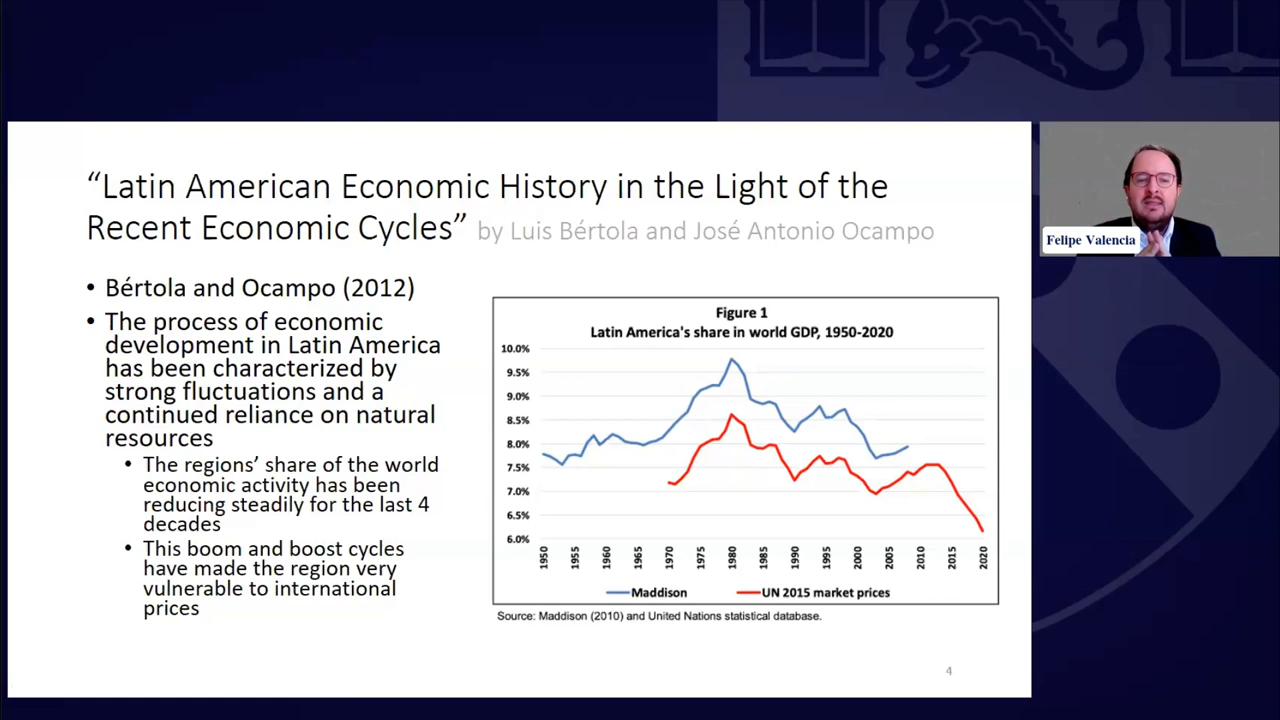 “Latin American Economic History in the Light of the
Recent Economic Cycles” by Luis Bértola and José Antonio Ocampo
• Bértola and Ocampo (2012)
• The process of economic
development in Latin America
has been characterized by
strong fluctuations and a
continued reliance on natural
resources
• The regions’ share of the world
economic activity has been
reducing steadily for the last 4
decades
• This boom and boost cycles
have made the region very
vulnerable to international
prices
Figure 1
Latin America's share in world GDP, 1950-2020
10.0%
9.5%
9.0%
8.5%
8.0%
7.5%
7.0%
6.5%
6.0%
1950 1955 1960 1965 1970 1975 1980 1985 1990 1995 2000 2005 2010 2015 2020
Maddison UN 2015 market prices
Source: Maddison (2010) and United Nations statistical database.
4
Felipe Valencia